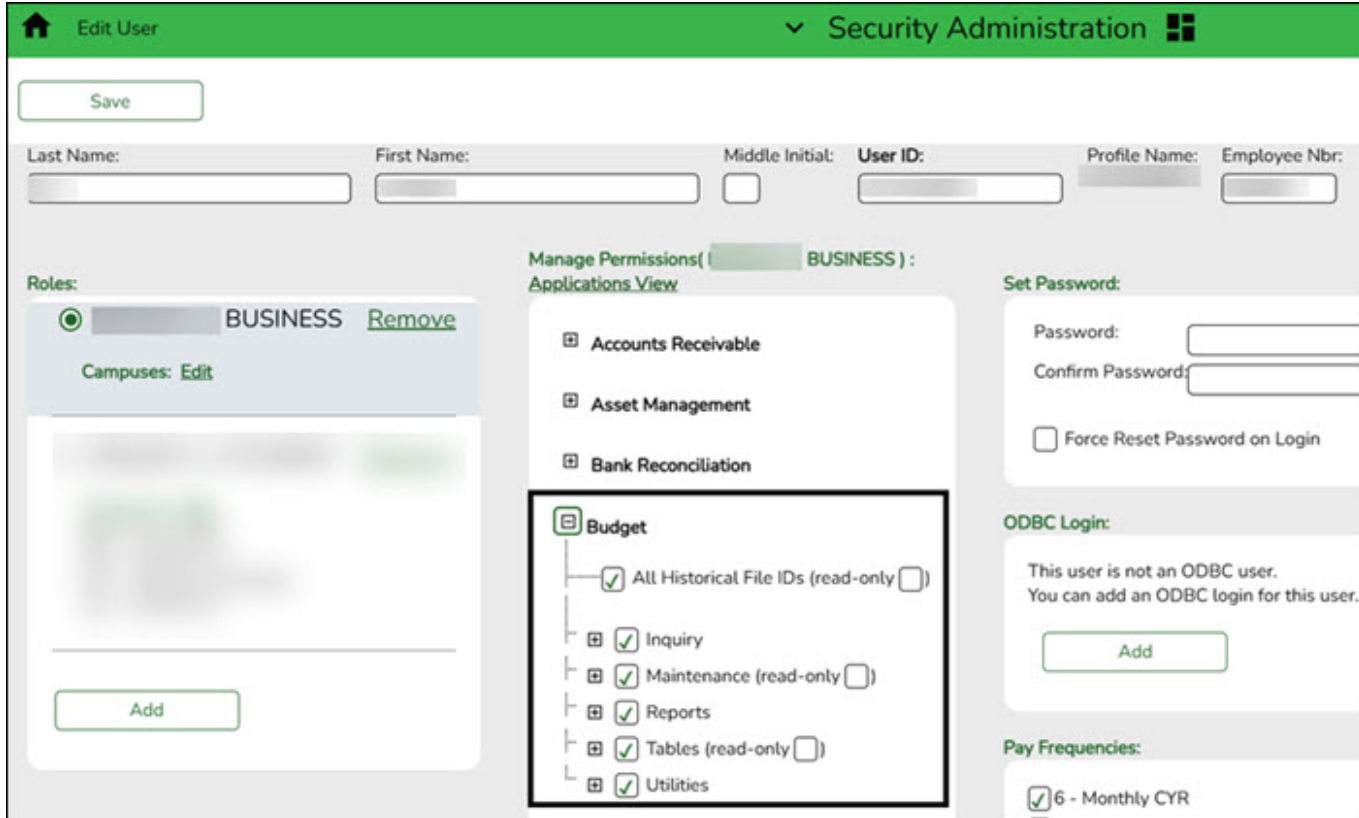 Edit User
Security Administration
Save
Last Name:
First Name:
Middle Initial:
User ID:
Profile Name:
Employee Nbr:
Roles:
BUSINESS Remove
Campuses: Edit
Add
Manage Permissions( BUSINESS ) :
Applications View
Accounts Receivable
Asset Management
Bank Reconciliation
Budget
All Historical File IDs (read-only )
Inquiry
Maintenance (read-only )
Reports
Tables (read-only )
Utilities
Set Password:
Password:
Confirm Password:
Force Reset Password on Login
ODBC Login:
This user is not an ODBC user.
You can add an ODBC login for this user.
Add
Pay Frequencies:
6 - Monthly CYR